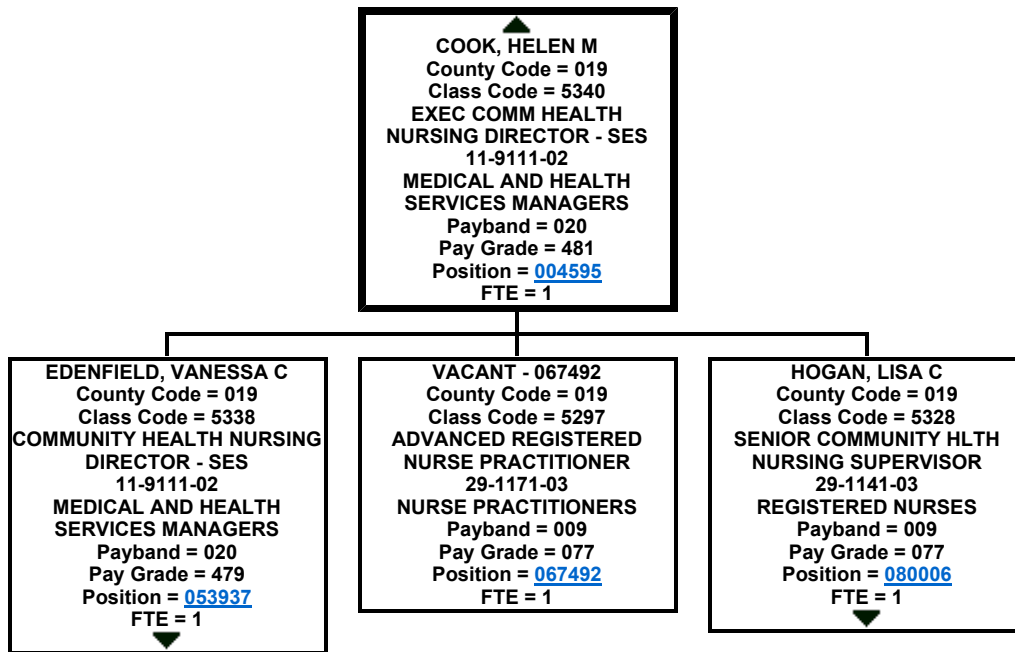 COOK, HELEN M
County Code = 019
Class Code = 5340
EXEC COMM HEALTH
NURSING DIRECTOR - SES
11-9111-02
MEDICAL AND HEALTH
SERVICES MANAGERS
Payband = 020
Pay Grade = 481
Position = 004595
FTE = 1
EDENFIELD, VANESSA C
County Code = 019
Class Code = 5338
COMMUNITY HEALTH NURSING
DIRECTOR - SES
11-9111-02
MEDICAL AND HEALTH
SERVICES MANAGERS
Payband = 020
Pay Grade = 479
Position = 053937
FTE = 1
VACANT - 067492
County Code = 019
Class Code = 5297
ADVANCED REGISTERED
NURSE PRACTITIONER
29-1171-03
NURSE PRACTITIONERS
Payband = 009
Pay Grade = 077
Position = 067492
FTE = 1
HOGAN, LISA C
County Code = 019
Class Code = 5328
SENIOR COMMUNITY HLTH
NURSING SUPERVISOR
29-1141-03
REGISTERED NURSES
Payband = 009
Pay Grade = 077
Position = 080006
FTE = 1